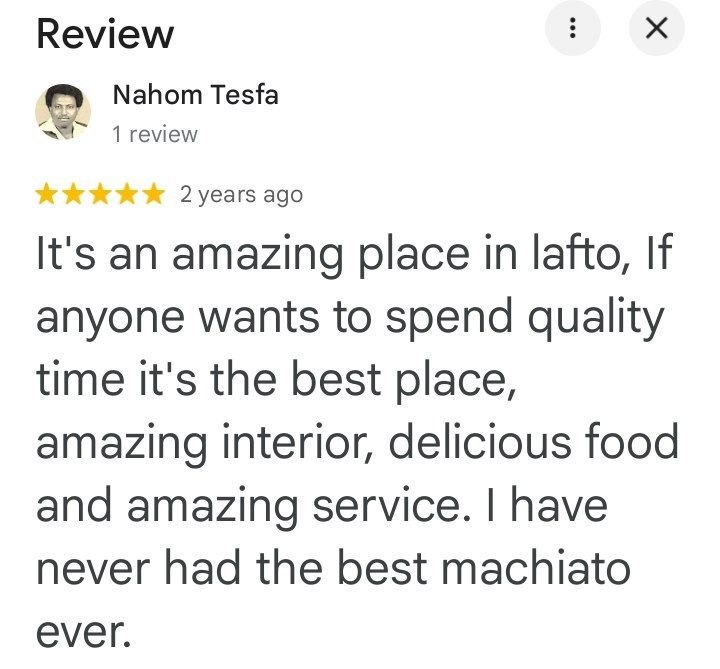 Review
Nahom Tesfa
1 review
2 years ago
It's an amazing place in lafto, If
anyone wants to spend quality
time it's the best place,
amazing interior, delicious food
and amazing service. I have
never had the best machiato
ever.